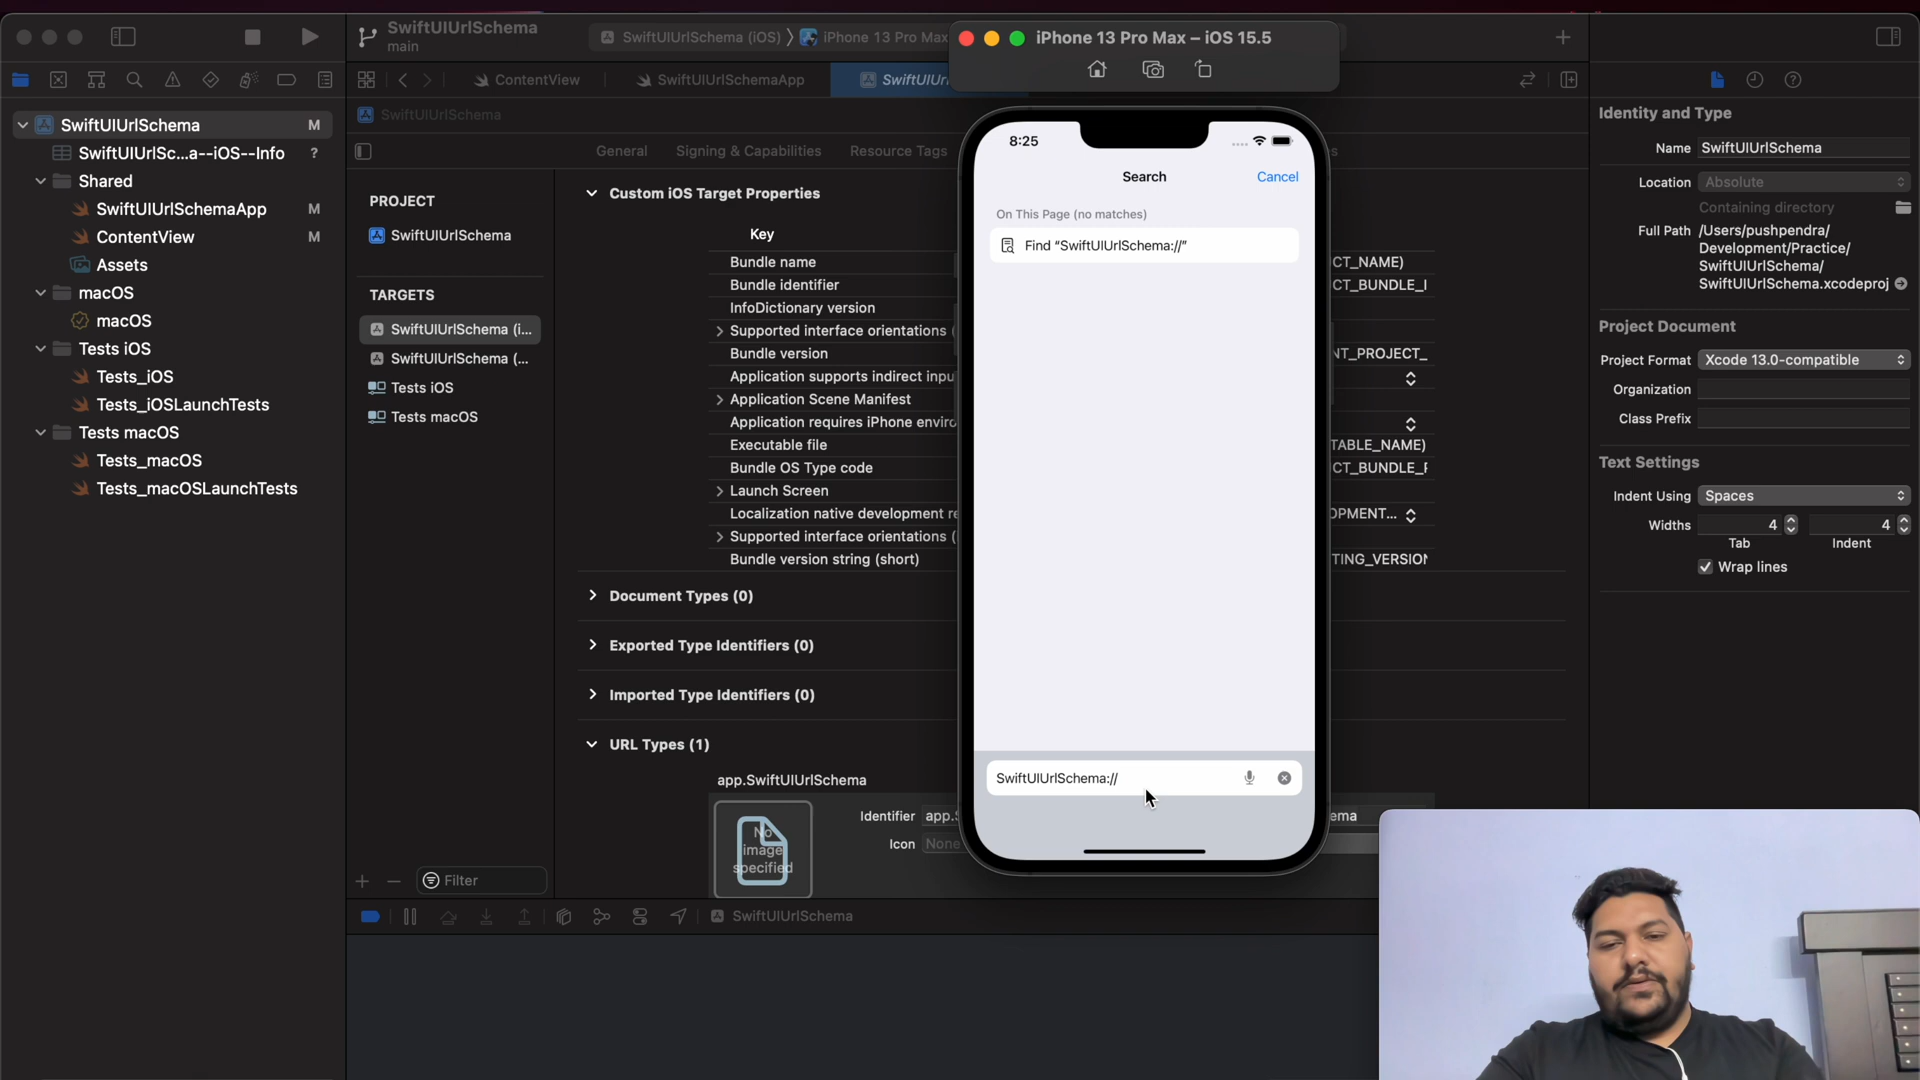 SwiftUIUrlSchema
main
SwiftUIUrlSchema (iOS) 〉 iPhone 13 Pro Max
iPhone 13 Pro Max – iOS 15.5
ContentView
SwiftUIUrlSchemaApp
SwiftUIUrl
SwiftUIUrlSchema M
SwiftUIUrlSc...a--iOS--Info ?
Shared
SwiftUIUrlSchemaApp M
ContentView M
Assets
macOS
macOS
Tests iOS
Tests_iOS
Tests_iOSLaunchTests
Tests macOS
Tests_macOS
Tests_macOSLaunchTests
SwiftUIUrlSchema
General
Signing & Capabilities
Resource Tags
s
PROJECT
SwiftUIUrlSchema
TARGETS
SwiftUIUrlSchema (i...
SwiftUIUrlSchema (...
Tests iOS
Tests macOS
Filter
Custom iOS Target Properties
Key
Bundle name
CT_NAME)
Bundle identifier
CT_BUNDLE_I
InfoDictionary version
Supported interface orientations (
Bundle version
NT_PROJECT_
Application supports indirect inpu
Application Scene Manifest
Application requires iPhone enviro
Executable file
TABLE_NAME)
Bundle OS Type code
CT_BUNDLE_F
Launch Screen
Localization native development re
OPMENT...
Supported interface orientations (
Bundle version string (short)
TING_VERSION
Document Types (0)
Exported Type Identifiers (0)
Imported Type Identifiers (0)
URL Types (1)
app.SwiftUIUrlSchema
No
image
specified
Identifier app.S
ema
Icon None
SwiftUIUrlSchema
8:25
Search
Cancel
On This Page (no matches)
Find “SwiftUIUrlSchema://”
SwiftUIUrlSchema://
Identity and Type
Name SwiftUIUrlSchema
Location Absolute
Containing directory
Full Path /Users/pushpendra/
Development/Practice/
SwiftUIUrlSchema/
SwiftUIUrlSchema.xcodeproj
Project Document
Project Format Xcode 13.0-compatible
Organization
Class Prefix
Text Settings
Indent Using Spaces
Widths 4 4
Tab Indent
Wrap lines